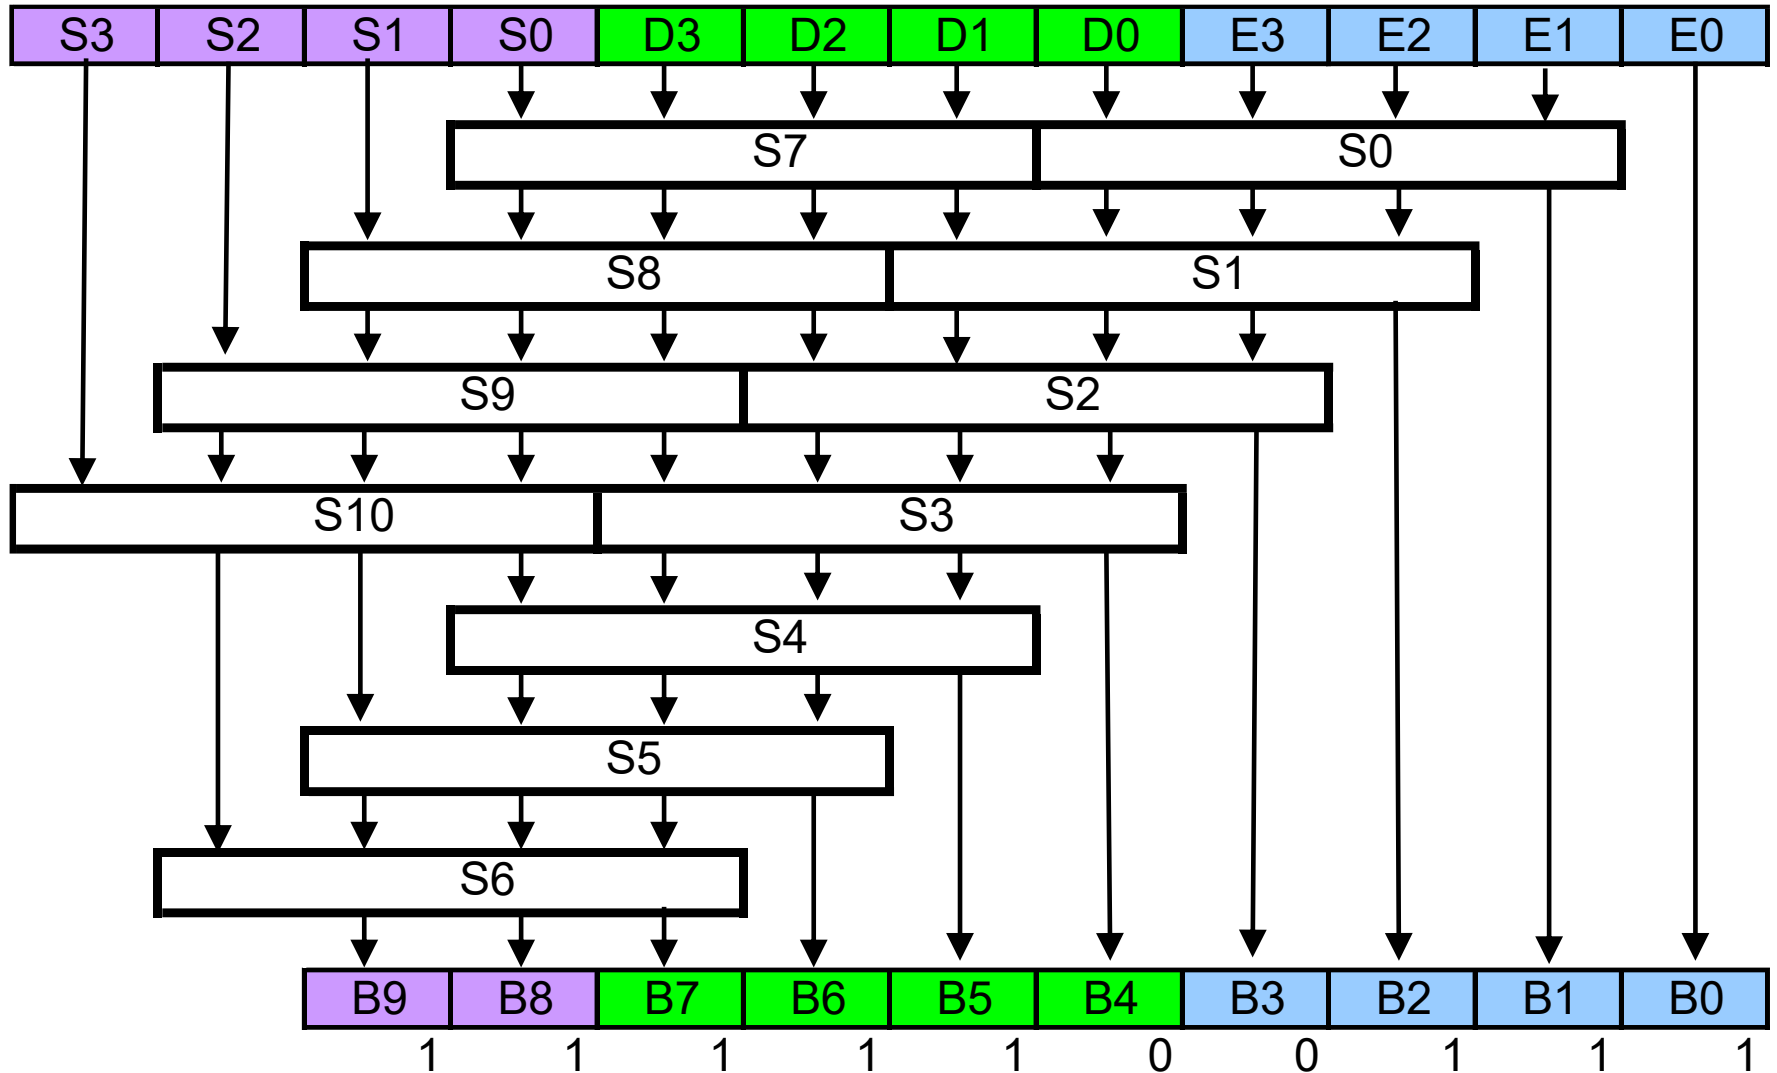 S3 S2 S1 S0 D3 D2 D1 D0 E3 E2 E1 E0
S7 S0
S8 S1
S9 S2
S10 S3
S4
S5
S6
B9 B8 B7 B6 B5 B4 B3 B2 B1 B0
1 1 1 1 1 0 0 1 1 1